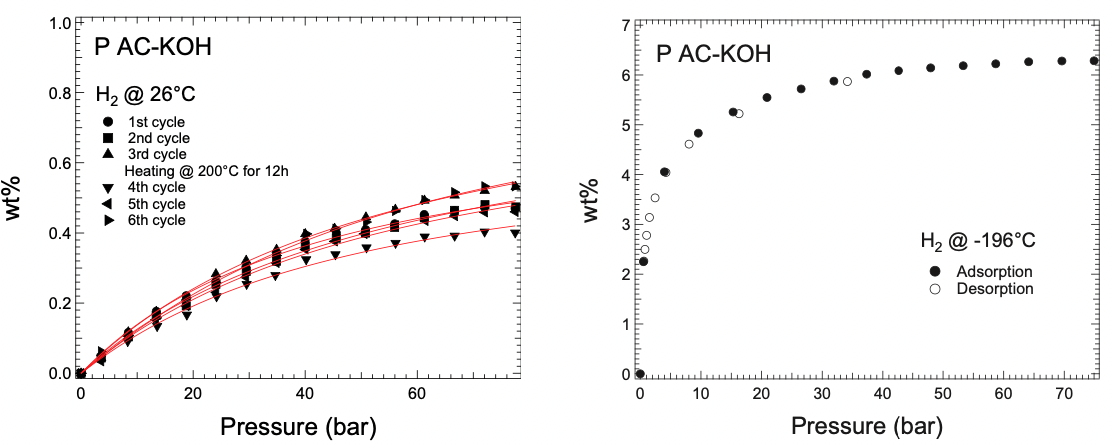 P AC-KOH
H2 @ 26°C
1st cycle
2nd cycle
3rd cycle
Heating @ 200°C for 12h
4th cycle
5th cycle
6th cycle
wt%
1.0
0.8
0.6
0.4
0.2
0.0
0 20 40 60
Pressure (bar)
P AC-KOH
H2 @ -196°C
Adsorption
Desorption
wt%
7
6
5
4
3
2
1
0
0 10 20 30 40 50 60 70
Pressure (bar)